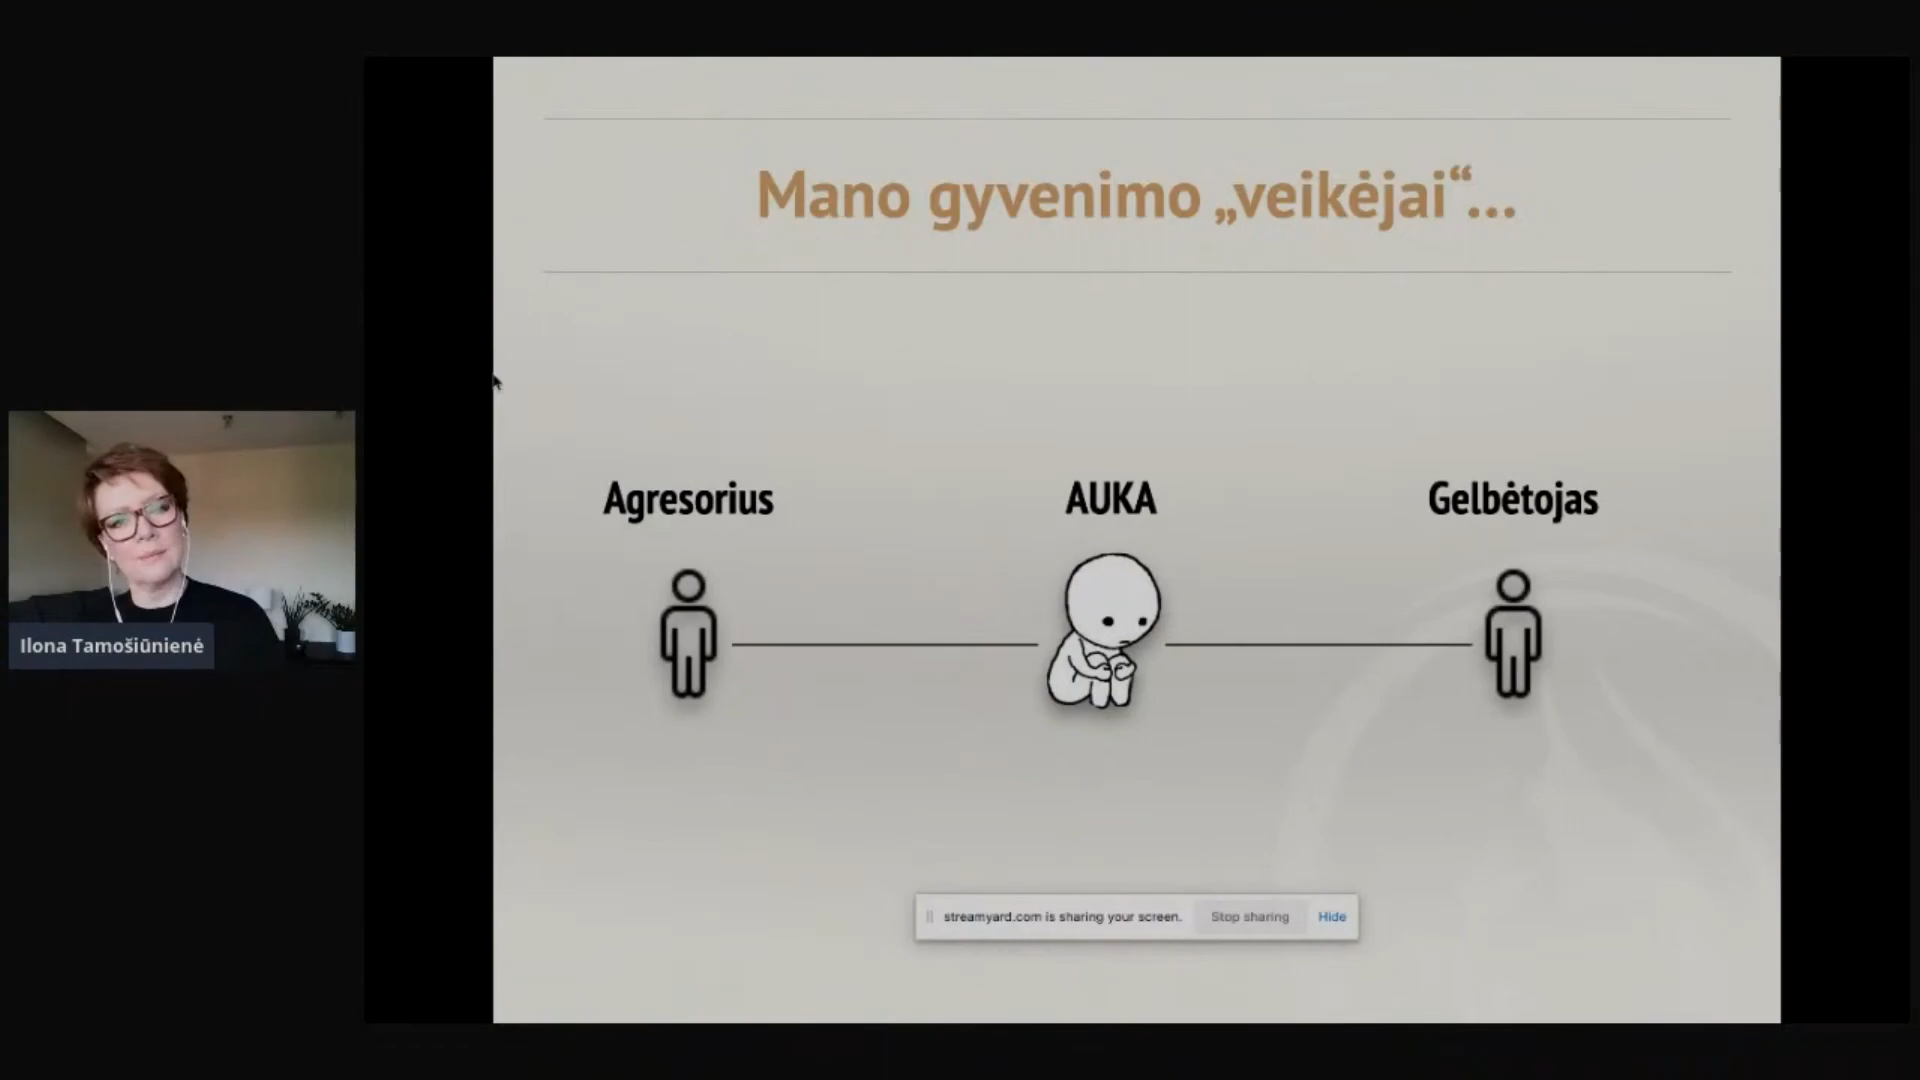 Mano gyvenimo „veikėjai“...
Agresorius
AUKA
Gelbėtojas
Ilona Tamošiūnienė
streamyard.com is sharing your screen.
Stop sharing
Hide